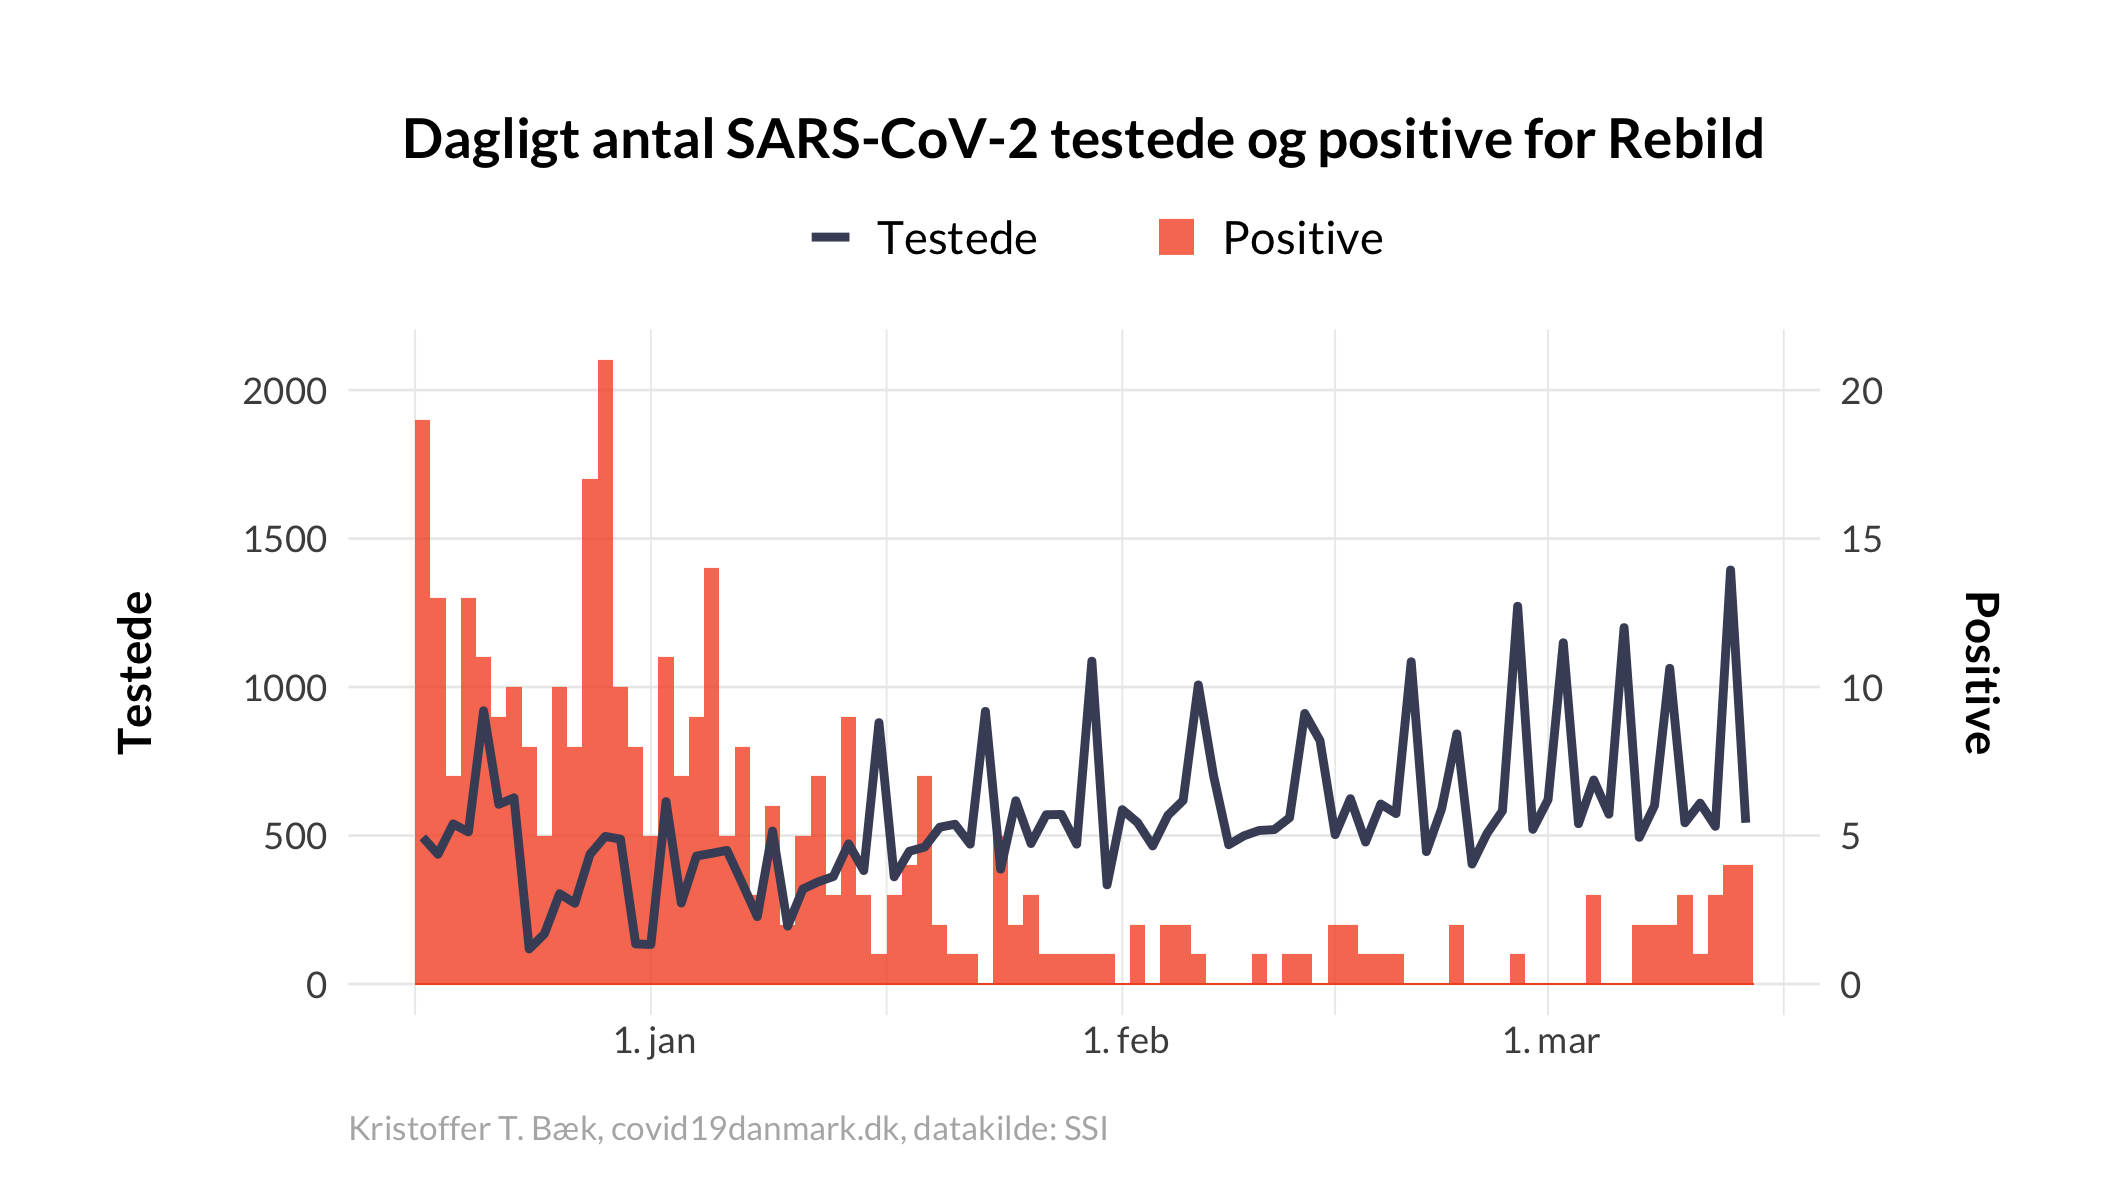 Dagligt antal SARS-CoV-2 testede og positive for Rebild
Testede
Positive
2000
1500
1000
500
0
20
15
10
5
0
Testede
Positive
1. jan
1. feb
1. mar
Kristoffer T. Bæk, covid19danmark.dk, datakilde: SSI